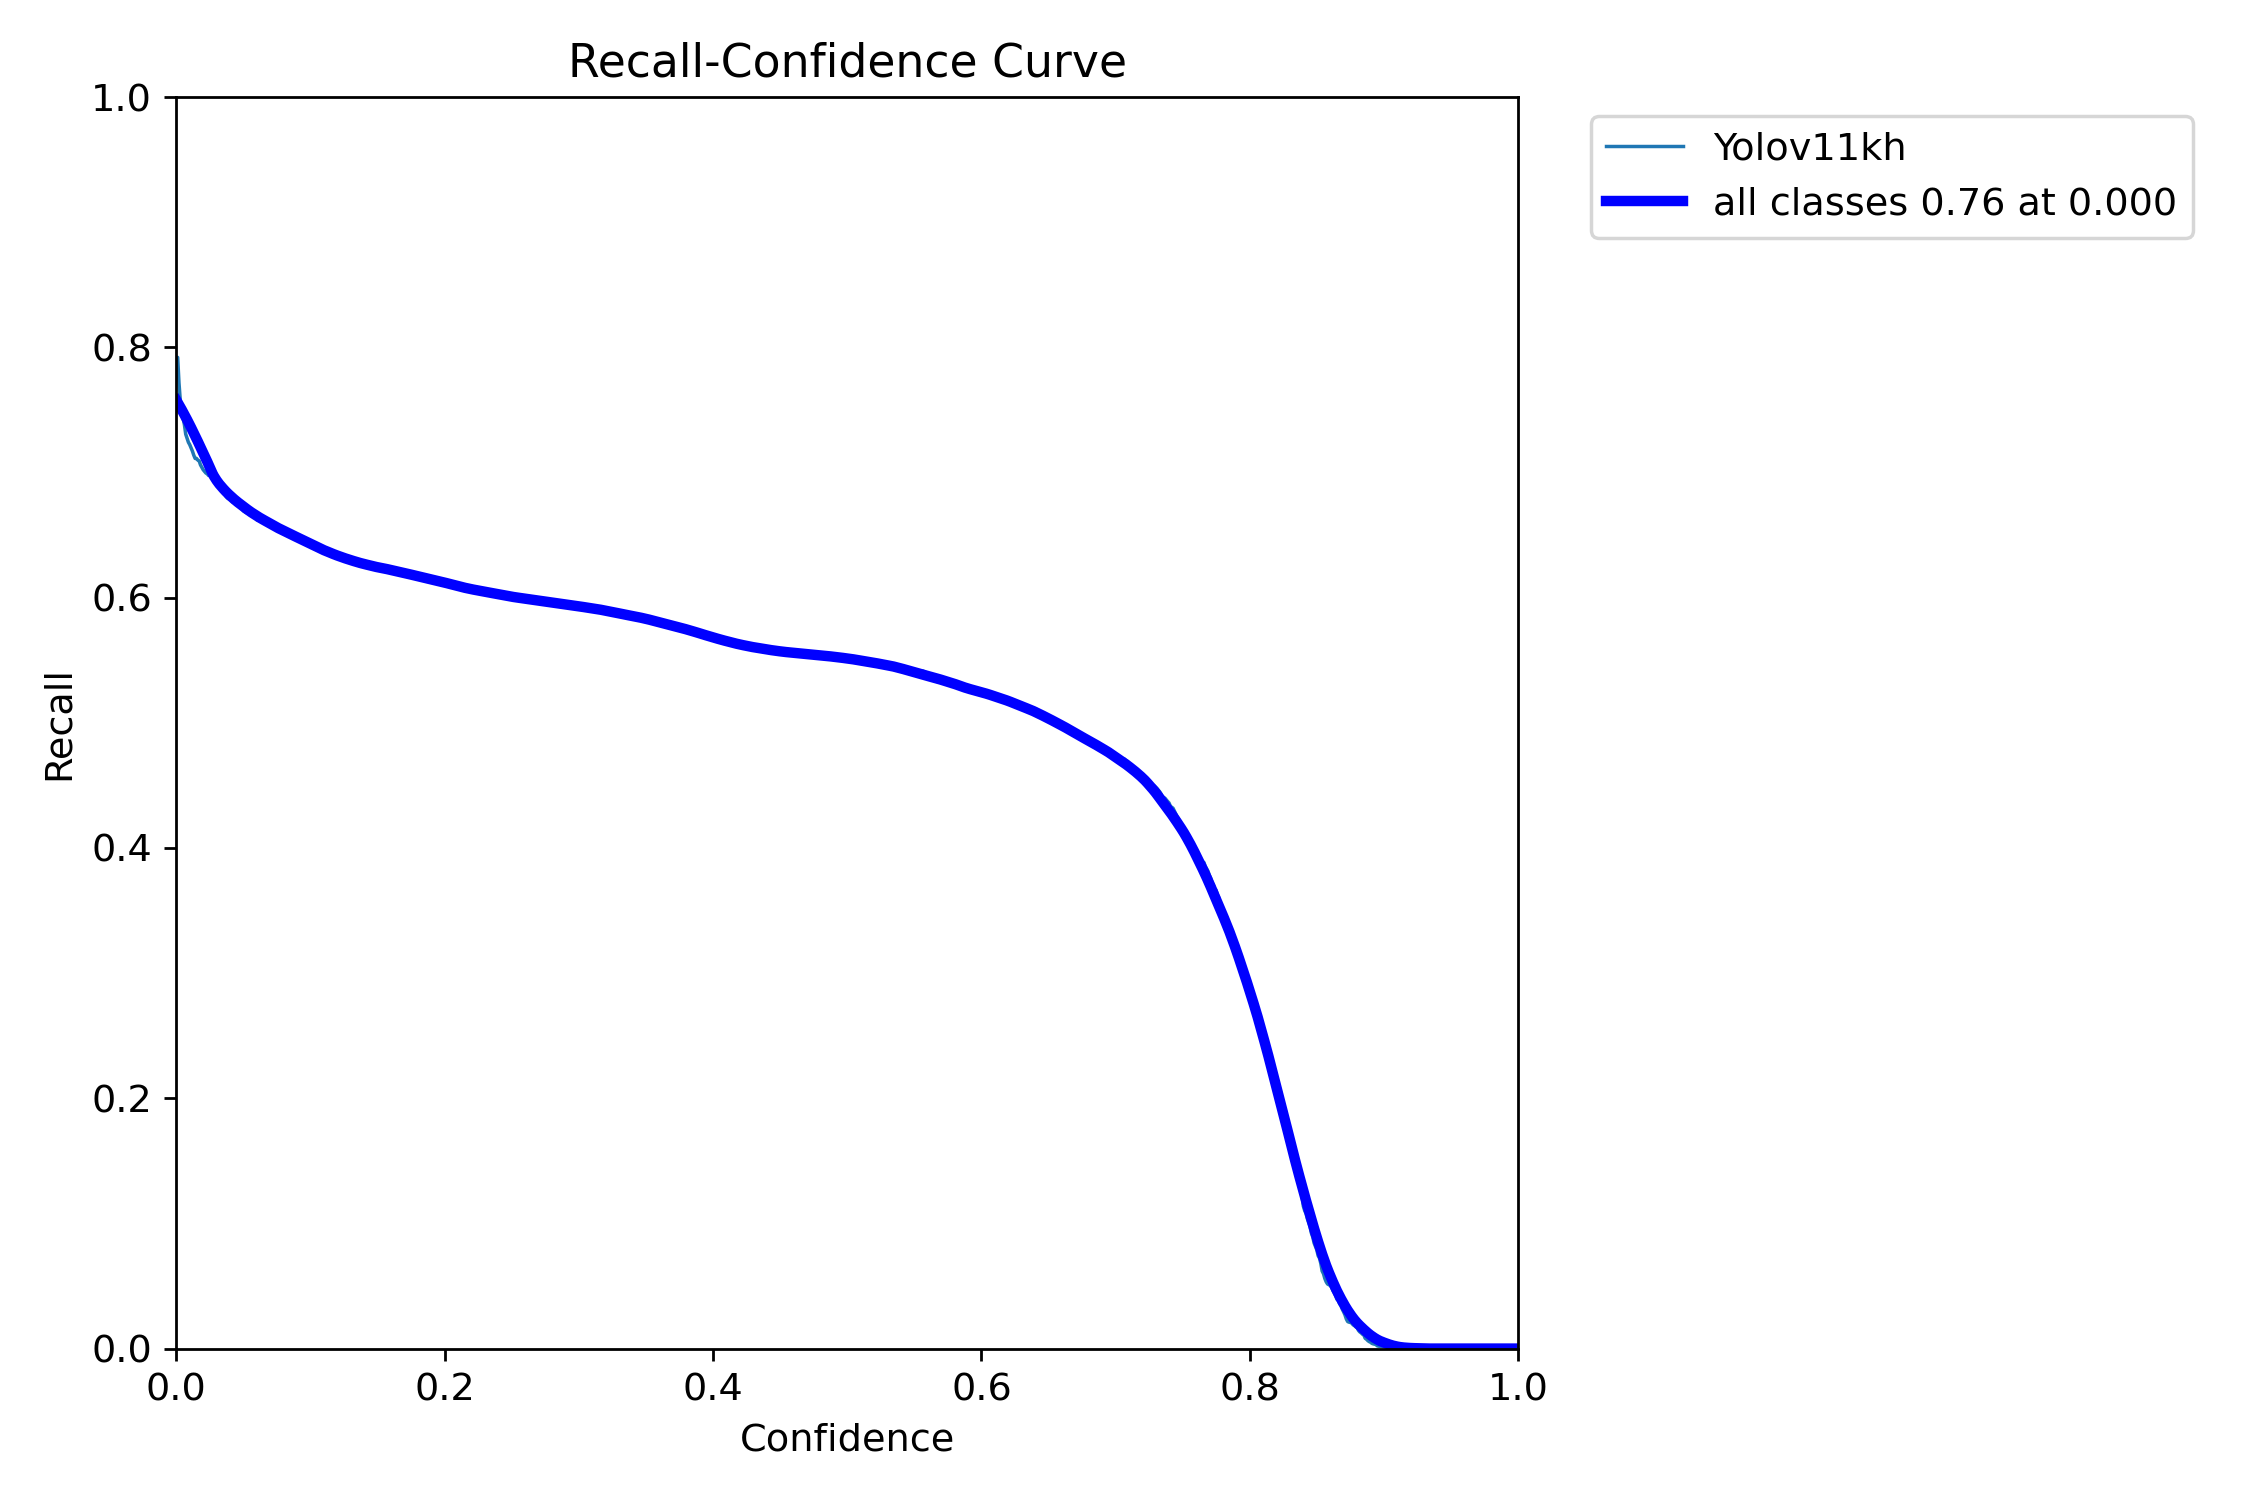 Recall-Confidence Curve
1.0
0.8
0.6
0.4
0.2
0.0
Recall
0.0 0.2 0.4 0.6 0.8 1.0
Confidence
Yolov11kh
all classes 0.76 at 0.000